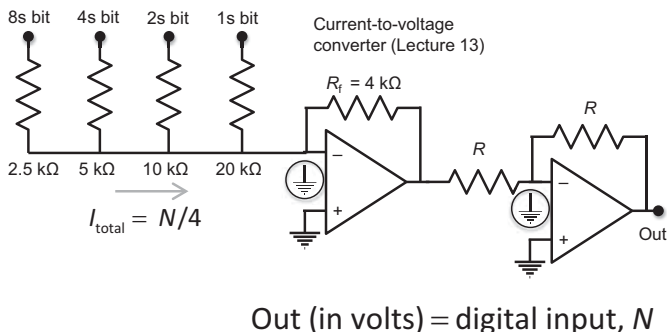 8s bit 4s bit 2s bit 1s bit
Current-to-voltage
converter (Lecture 13)
R_f = 4 kΩ
R
R
−
+
−
+
2.5 kΩ 5 kΩ 10 kΩ 20 kΩ
I_total = N/4
Out
Out (in volts) = digital input, N